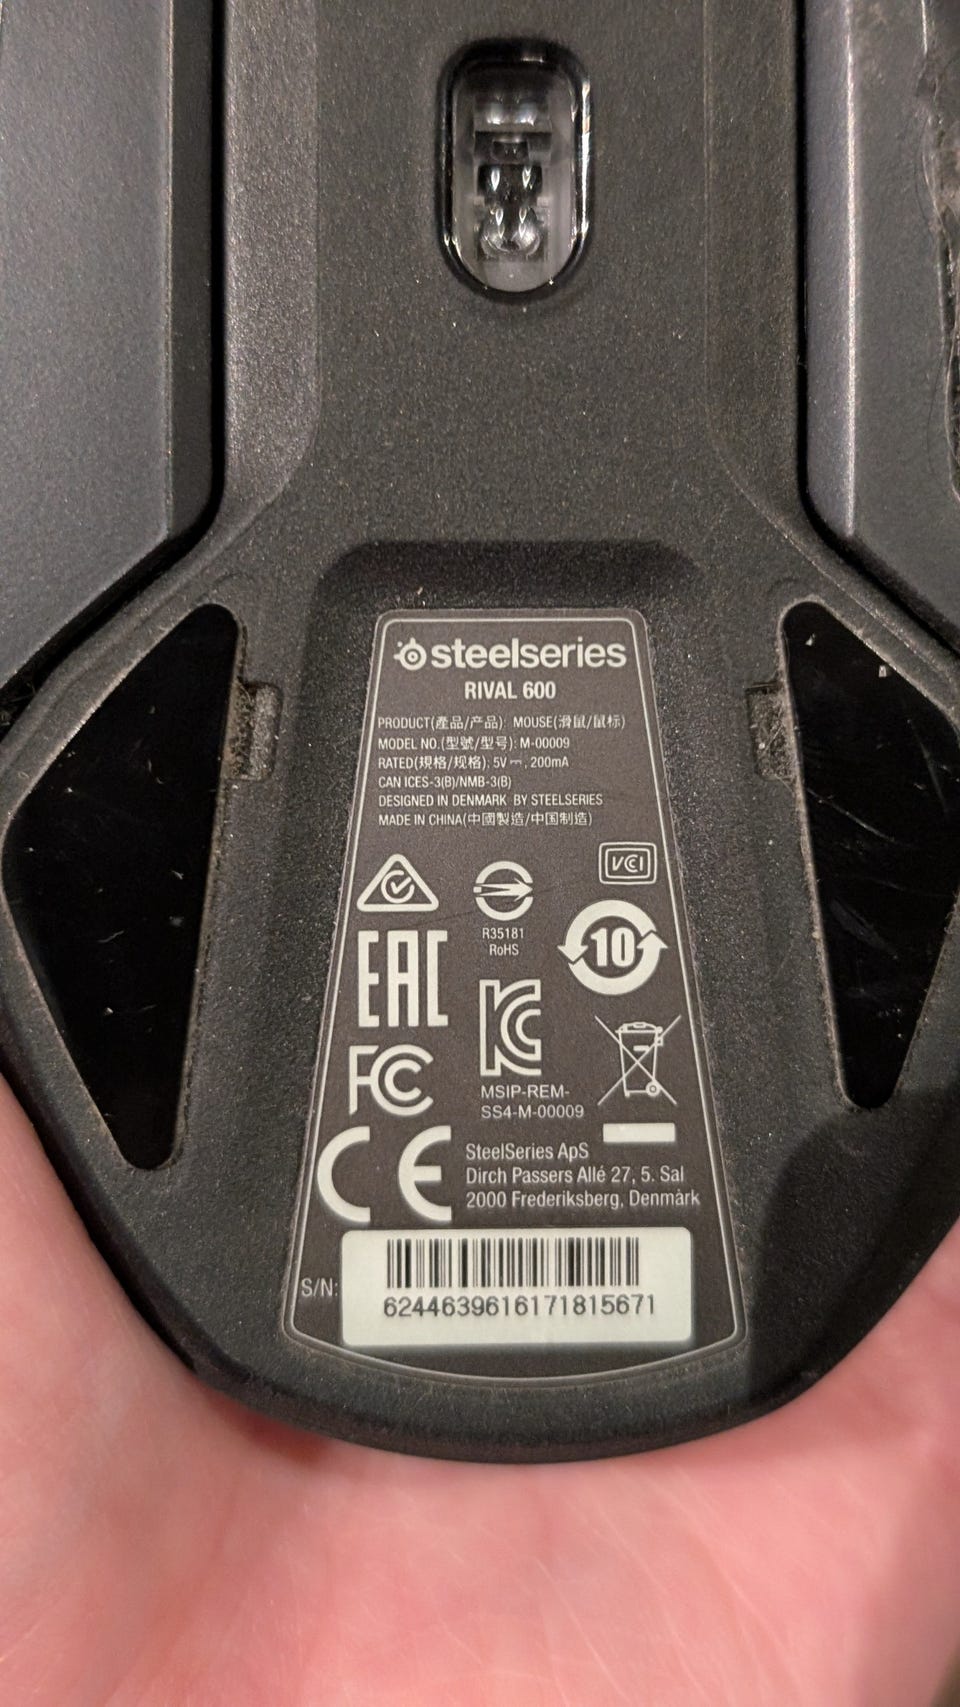 steelseries
RIVAL 600
PRODUCT(產品/产品): MOUSE(滑鼠/鼠标)
MODEL NO.(型號/型号): M-00009
RATED(規格/规格): 5V⎓, 200mA
CAN ICES-3(B)/NMB-3(B)
DESIGNED IN DENMARK BY STEELSERIES
MADE IN CHINA(中國製造/中国制造)
VCI
R35181
RoHS
10
EAC
KC
FC
MSIP-REM-
SS4-M-00009
CE
SteelSeries ApS
Dirch Passers Allé 27, 5. Sal
2000 Frederiksberg, Denmark
S/N:
6244639616171815671